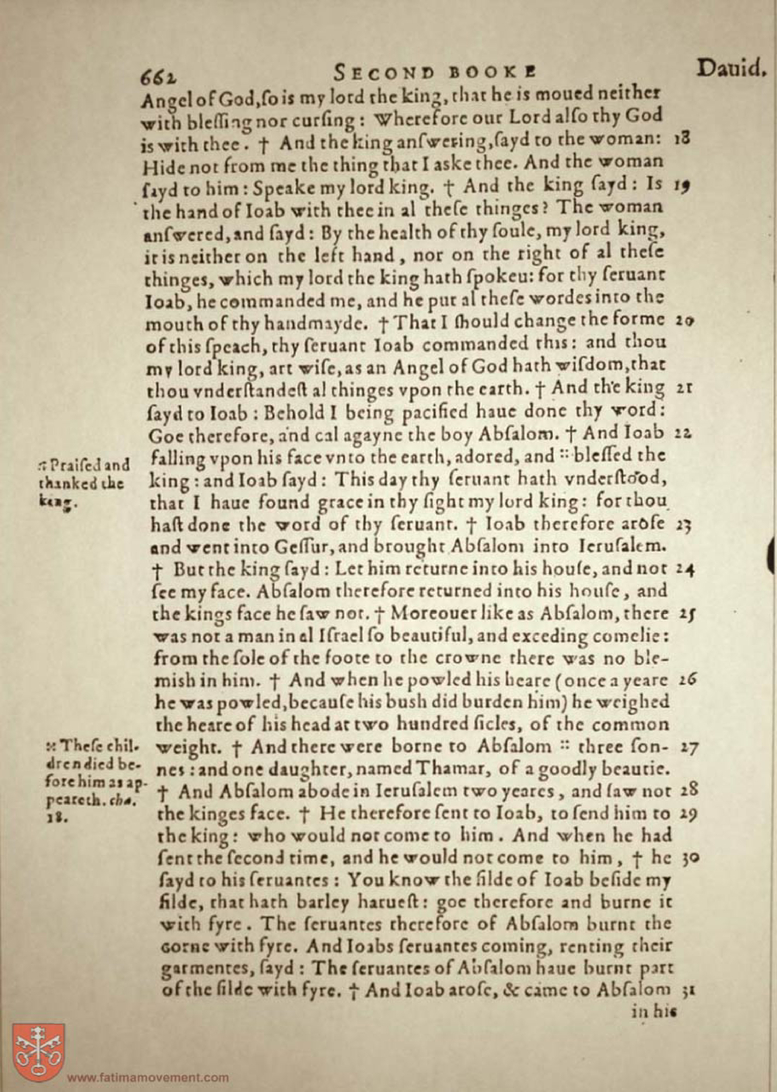 662 SECOND BOOKE Dauid.
Angel of God, ſo is my lord the king, that he is moued neither
with bleſſing nor curſing: Wherefore our Lord alſo thy God
is with thee. † And the king anſwering, ſayd to the woman: 18
Hide not from me the thing that I aske thee. And the woman
ſayd to him: Speake my lord king. † And the king ſayd: Is 19
the hand of Ioab with thee in al theſe thinges? The woman
anſwered, and ſayd: By the health of thy ſoule, my lord king,
it is neither on the left hand, nor on the right of al theſe
thinges, which my lord the king hath ſpoken: for thy ſeruant
Ioab, he commanded me, and he put al theſe wordes into the
mouth of thy handmayde. † That I ſhould change the forme 20
of this ſpeach, thy ſeruant Ioab commanded this: and thou
my lord king, art wiſe, as an Angel of God hath wiſdom, that
thou vnderſtandeſt al thinges vpon the earth. † And the king 21
ſayd to Ioab: Behold I being pacified haue done thy word:
Goe therefore, and cal agayne the boy Abſalom. † And Ioab 22
falling vpon his face vnto the earth, adored, and :: bleſſed the
king: and Ioab ſayd: This day thy ſeruant hath vnderſtood,
that I haue found grace in thy ſight my lord king: for thou
haſt done the word of thy ſeruant. † Ioab therefore aroſe 23
and went into Geſſur, and brought Abſalom into Ieruſalem.
† But the king ſayd: Let him returne into his houſe, and not 24
ſee my face. Abſalom therefore returned into his houſe, and
the kings face he ſaw not. † Moreouer like as Abſalom, there 25
was not a man in al Iſrael ſo beautiful, and exceding comelie:
from the ſole of the foote to the crowne there was no ble-
miſh in him. † And when he powled his heare (once a yeare 26
he was powled, becauſe his bush did burden him) he weighed
the heare of his head at two hundred ſicles, of the common
weight. † And there were borne to Abſalom :: three ſon- 27
nes: and one daughter, named Thamar, of a goodly beautie.
† And Abſalom abode in Ieruſalem two yeares, and ſaw not 28
the kinges face. † He therefore ſent to Ioab, to ſend him to 29
the king: who would not come to him. And when he had
ſent the ſecond time, and he would not come to him, † he 30
ſayd to his ſeruantes: You know the filde of Ioab beſide my
filde, that hath barley harueſt: goe therefore and burne it
with fyre. The ſeruantes therefore of Abſalom burnt the
corne with fyre. And Ioabs ſeruantes coming, renting their
garmentes, ſayd: The ſeruantes of Abſalom haue burnt part
of the filde with fyre. † And Ioab aroſe, & came to Abſalom 31
in his
:: Praiſed and
thanked the
king.
:: Theſe chil-
dren died be-
fore him as ap-
peareth. cha.
18.
www.fatimamovement.com